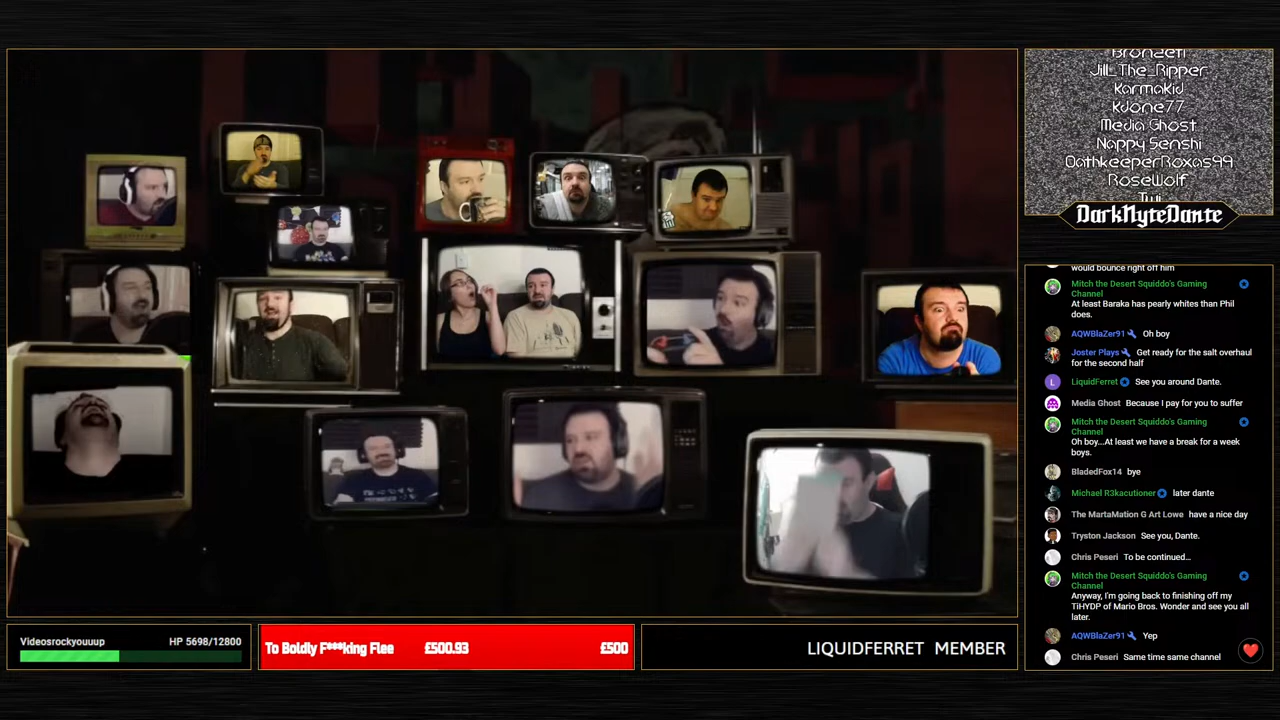 Bronzeti
Jill_The_Ripper
karmakid
kdone77
Media Ghost
Nappy Senshi
OathkeeperRoxas99
RoseWolf
DarkNyteDante
would bounce right off him
Mitch the Desert Squiddo's Gaming
Channel
At least Baraka has pearly whites than Phil
does.
AQWBlaZer91 Oh boy
Joster Plays Get ready for the salt overhaul
for the second half
L LiquidFerret See you around Dante.
Media Ghost Because I pay for you to suffer
Mitch the Desert Squiddo's Gaming
Channel
Oh boy...At least we have a break for a week
boys.
BladedFox14 bye
Michael R3kacutioner later dante
The MartaMation G Art Lowe have a nice day
Tryston Jackson See you, Dante.
Chris Peseri To be continued...
Mitch the Desert Squiddo's Gaming
Channel
Anyway, I'm going back to finishing off my
TiHYDP of Mario Bros. Wonder and see you all
later.
AQWBlaZer91 Yep
Chris Peseri Same time same channel
Videosrockyouuup HP 5698/12800
To Boldly F***king Flee £500.93 £500
LIQUIDFERRET MEMBER